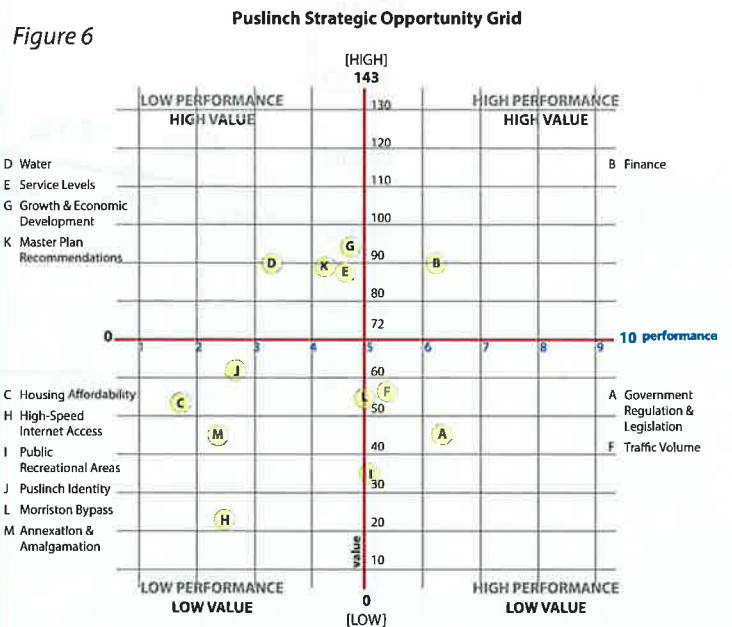 Puslinch Strategic Opportunity Grid
Figure 6
[HIGH]
143
LOW PERFORMANCE
HIGH VALUE
HIGH PERFORMANCE
HIGH VALUE
130
120
110
100
90
80
72
D Water
E Service Levels
G Growth & Economic
Development
K Master Plan
Recommendations
B Finance
G
D
K
E
B
0
1
2
3
4
5
6
7
8
9
10 performance
60
50
40
30
20
10
J
C
M
H
L
F
A
I
C Housing Affordability
H High-Speed
Internet Access
I Public
Recreational Areas
J Puslinch Identity
L Morriston Bypass
M Annexation &
Amalgamation
A Government
Regulation &
Legislation
F Traffic Volume
value
LOW PERFORMANCE
LOW VALUE
HIGH PERFORMANCE
LOW VALUE
0
[LOW]